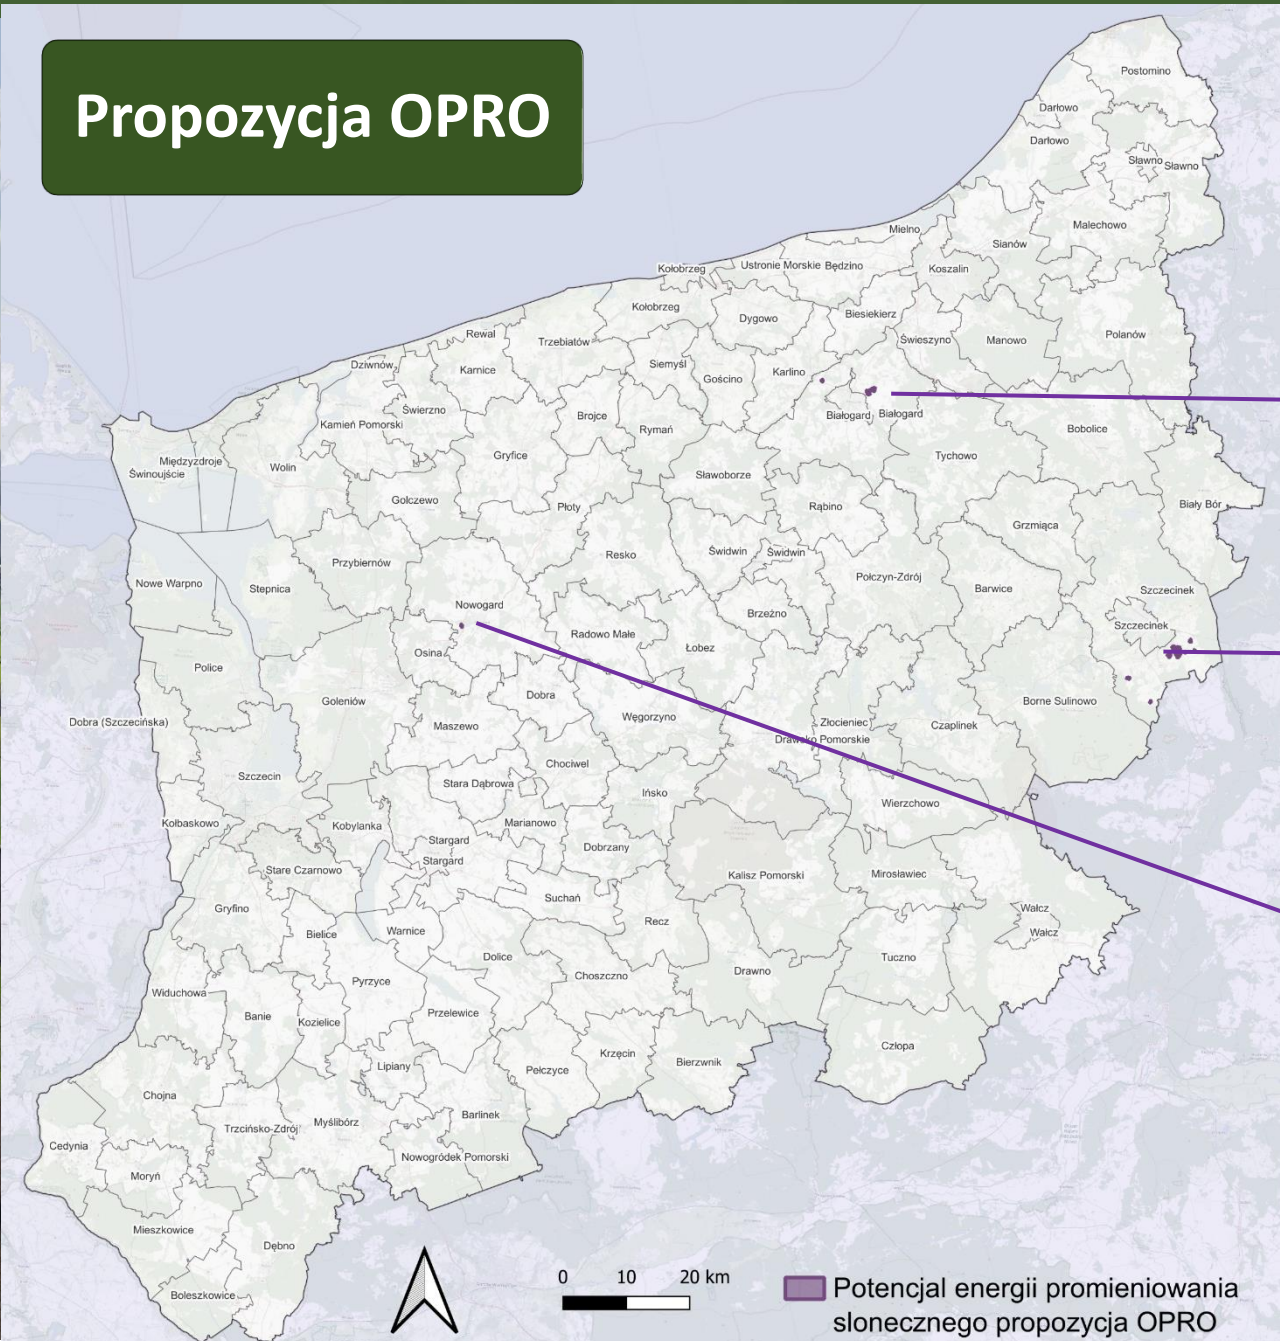 Propozycja OPRO
Postomino
Darłowo
Darłowo
Sławno
Sławno
Malechowo
Mielno
Sianów
Ustronie Morskie
Będzino
Koszalin
Kołobrzeg
Kołobrzeg
Dygowo
Biesiekierz
Świeszyno
Manowo
Polanów
Rewal
Trzebiatów
Siemyśl
Gościno
Karlino
Dziwnów
Karnice
Świerzno
Kamień Pomorski
Brojce
Rymań
Białogard
Białogard
Bobolice
Gryfice
Tychowo
Międzyzdroje
Świnoujście
Wolin
Sławoborze
Golczewo
Płoty
Rąbino
Biały Bór
Grzmiąca
Resko
Świdwin
Świdwin
Przybiernów
Połczyn-Zdrój
Nowe Warpno
Stepnica
Barwice
Szczecinek
Nowogard
Brzeżno
Szczecinek
Radowo Małe
Łobez
Osina
Police
Dobra
Goleniów
Borne Sulinowo
Dobra (Szczecińska)
Maszewo
Węgorzyno
Złocieniec
Czaplinek
Drawsko Pomorskie
Szczecin
Chociwel
Stara Dąbrowa
Ińsko
Wierzchowo
Kołbaskowo
Kobylanka
Marianowo
Stargard
Dobrzany
Stargard
Stare Czarnowo
Kalisz Pomorski
Mirosławiec
Suchań
Gryfino
Wałcz
Recz
Bielice
Warnice
Wałcz
Dolice
Tuczno
Choszczno
Drawno
Pyrzyce
Widuchowa
Banie
Kozielice
Przelewice
Człopa
Krzęcin
Bierzwnik
Lipiany
Pełczyce
Chojna
Barlinek
Trzcińsko-Zdrój
Myślibórz
Cedynia
Nowogródek Pomorski
Moryń
Mieszkowice
Dębno
Boleszkowice
0 10 20 km
Potencjal energii promieniowania
slonecznego propozycja OPRO